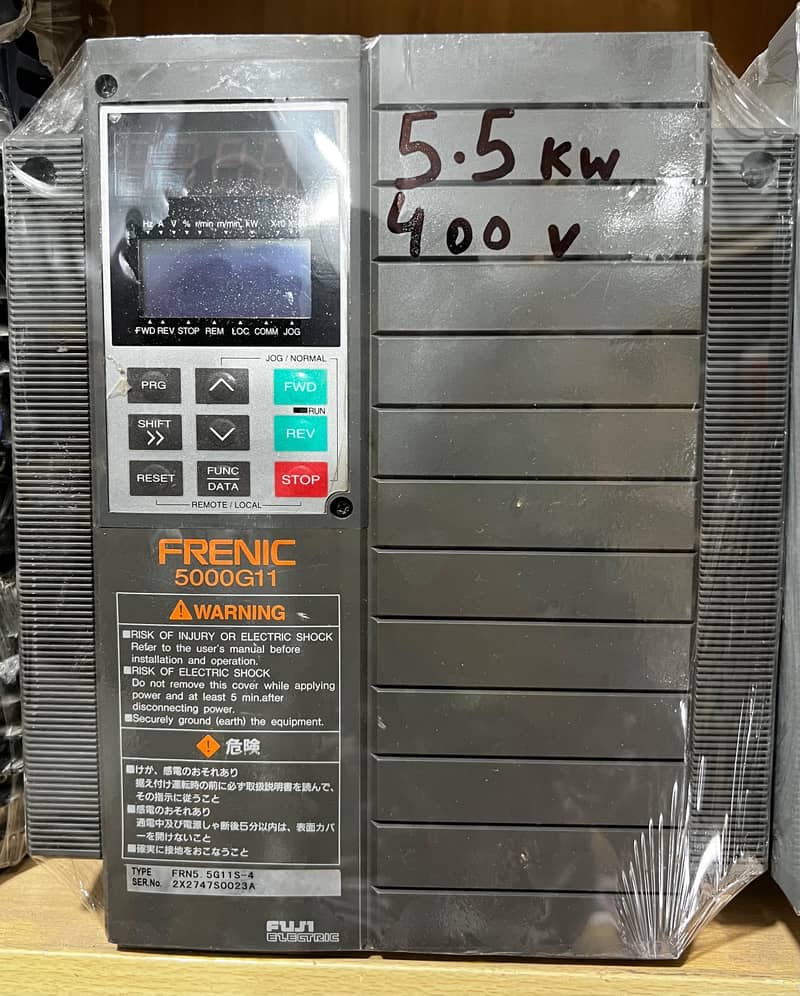 5.5 KW
400 V
Hz A V % r/min m/min kW X10
FWD REV STOP REM LOC COMM JOG
JOG / NORMAL
PRG
FWD
RUN
SHIFT
REV
RESET
FUNC
DATA
STOP
REMOTE / LOCAL
FRENIC
5000G11
WARNING
■RISK OF INJURY OR ELECTRIC SHOCK
Refer to the user's manual before
installation and operation.
■RISK OF ELECTRIC SHOCK
Do not remove this cover while applying
power and at least 5 min.after
disconnecting power.
■Securely ground (earth) the equipment.
危険
■けが、感電のおそれあり
据え付け運転時の前に必ず取扱説明書を読んで、
その指示に従うこと
■感電のおそれあり
通電中及び電源しゃ断後5分以内は、表面カバ
ーを開けないこと
■確実に接地をおこなうこと
TYPE FRN5.5G11S-4
SER.No. 2X2747S0023A
FUJI
ELECTRIC